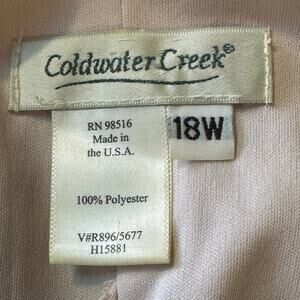 Coldwater Creek®
RN 98516
Made in
the U.S.A.
18W
100% Polyester
V#R896/5677
H15881